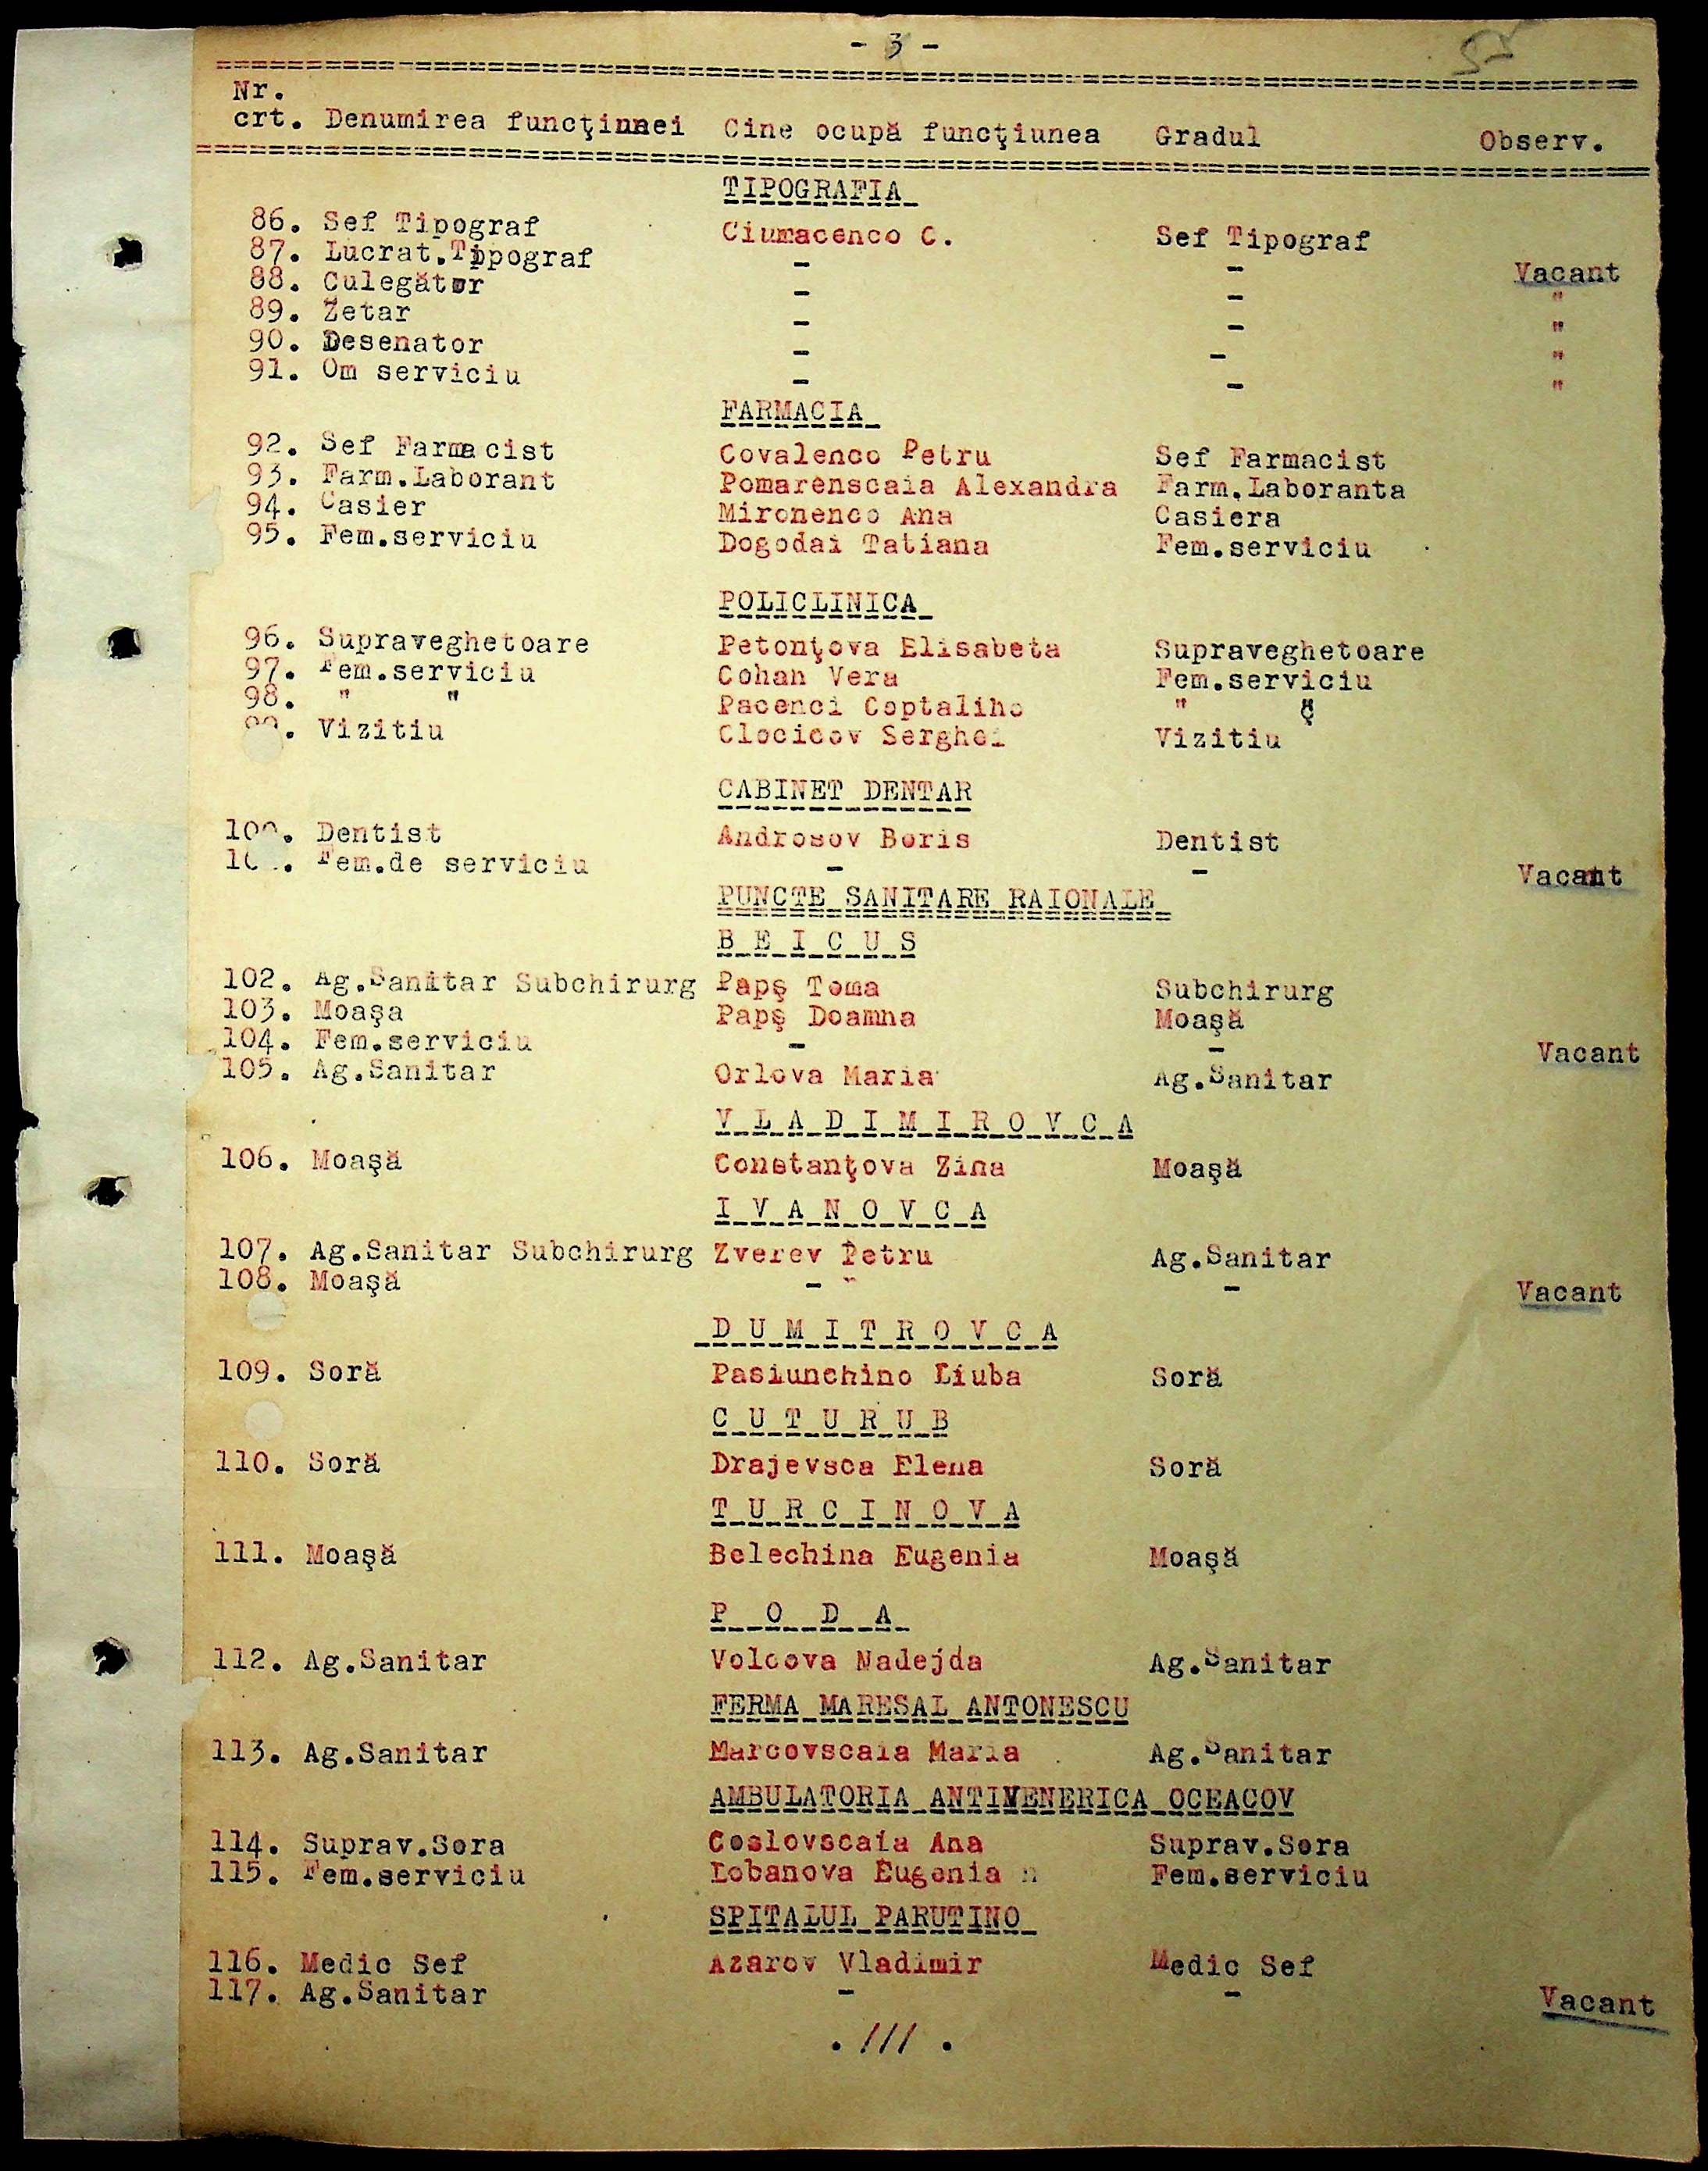 - 3 -
55
Nr.
crt. Denumirea funcţiunei Cine ocupă funcţiunea Gradul Observ.
TIPOGRAFIA
86. Sef Tipograf Ciumacenco C. Sef Tipograf
87. Lucrat.Tipograf - - Vacant
88. Culegător - - "
89. Zetar - - "
90. Desenator - - "
91. Om serviciu - - "
FARMACIA
92. Sef Farmacist Covalenco Petru Sef Farmacist
93. Farm.Laborant Pomarenscaia Alexandra Farm.Laboranta
94. Casier Mironenco Ana Casiera
95. Fem.serviciu Dogodai Tatiana Fem.serviciu
POLICLINICA
96. Supraveghetoare Petonţova Elisabeta Supraveghetoare
97. Fem.serviciu Cohan Vera Fem.serviciu
98. " " Pacenci Coptaliho " "
. Vizitiu Clocicov Serghei Vizitiu
CABINET DENTAR
100. Dentist Androsov Boris Dentist
10 . Fem.de serviciu - - Vacant
PUNCTE SANITARE RAIONALE
B E I C U S
102. Ag.Sanitar Subchirurg Papş Toma Subchirurg
103. Moaşa Papş Doamna Moaşă
104. Fem.serviciu - - Vacant
105. Ag.Sanitar Orlova Maria Ag.Sanitar
V L A D I M I R O V C A
106. Moaşă Constanţova Zina Moaşă
I V A N O V C A
107. Ag.Sanitar Subchirurg Zverev Petru Ag.Sanitar
108. Moaşă - - Vacant
D U M I T R O V C A
109. Soră Pasiunchino Liuba Soră
C U T U R U B
110. Soră Drajevsca Elena Soră
T U R C I N O V A
111. Moaşă Belechina Eugenia Moaşă
P O D A
112. Ag.Sanitar Volcova Nadejda Ag.Sanitar
FERMA MARESAL ANTONESCU
113. Ag.Sanitar Marcovscaia Maria Ag.Sanitar
AMBULATORIA ANTIVENERICA OCEACOV
114. Suprav.Sora Coslovscaia Ana Suprav.Sora
115. Fem.serviciu Lobanova Eugenia Fem.serviciu
SPITALUL PARUTINO
116. Medic Sef Azarov Vladimir Medic Sef
117. Ag.Sanitar - - Vacant
. /// .